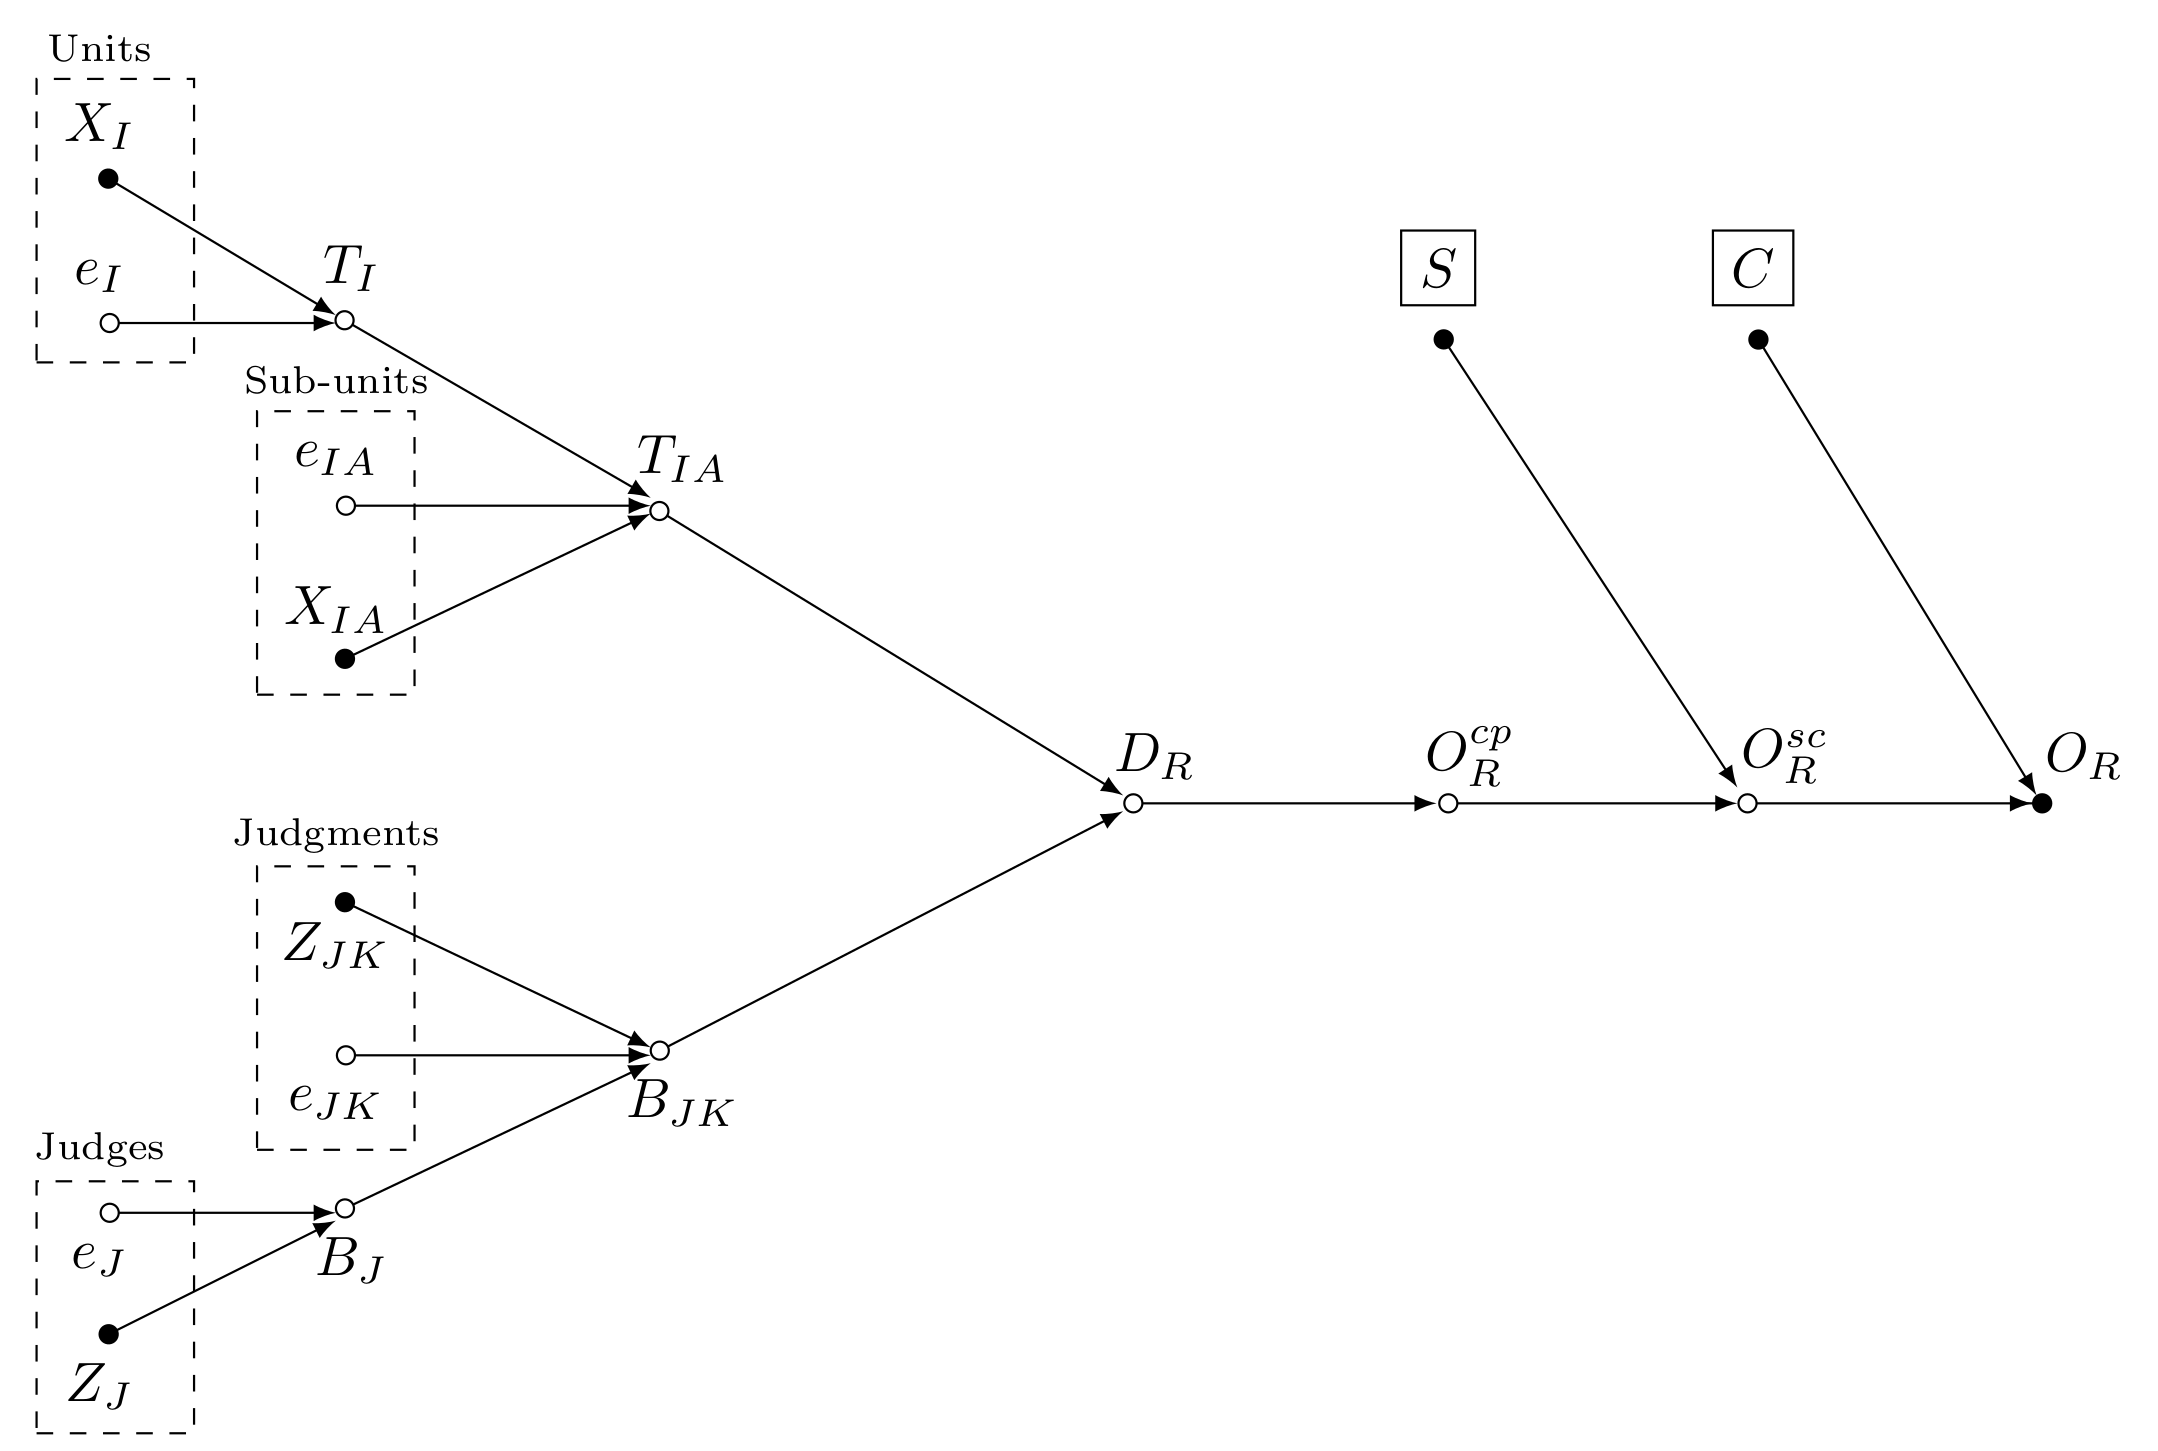 Units
X_I
e_I
T_I
Sub-units
e_{IA}
T_{IA}
X_{IA}
S
C
D_R
O_R^{cp}
O_R^{sc}
O_R
Judgments
Z_{JK}
e_{JK}
B_{JK}
Judges
e_J
B_J
Z_J